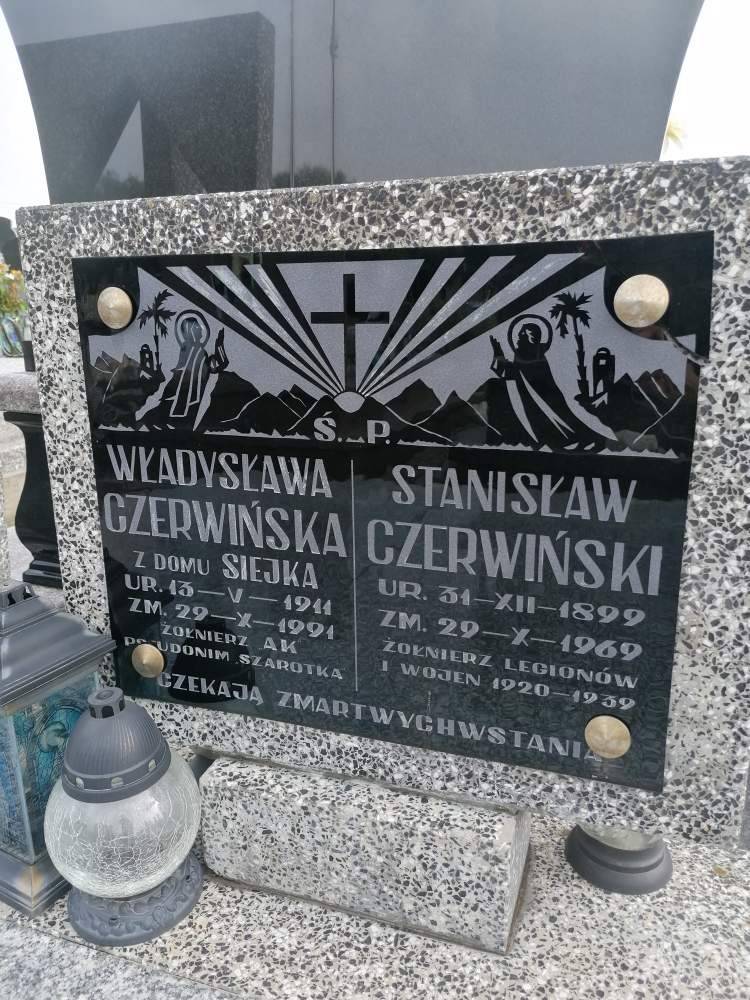 Ś. P.
WŁADYSŁAWA
CZERWIŃSKA
Z DOMU SIEJKA
UR. 13—V—1911
ZM. 29—X—1991
ŻOŁNIERZ AK
PSEUDONIM SZAROTKA
STANISŁAW
CZERWIŃSKI
UR. 31—XII—1899
ZM. 29—X—1969
ŻOŁNIERZ LEGIONÓW
I WOJEN 1920—1939
CZEKAJĄ ZMARTWYCHWSTANIA